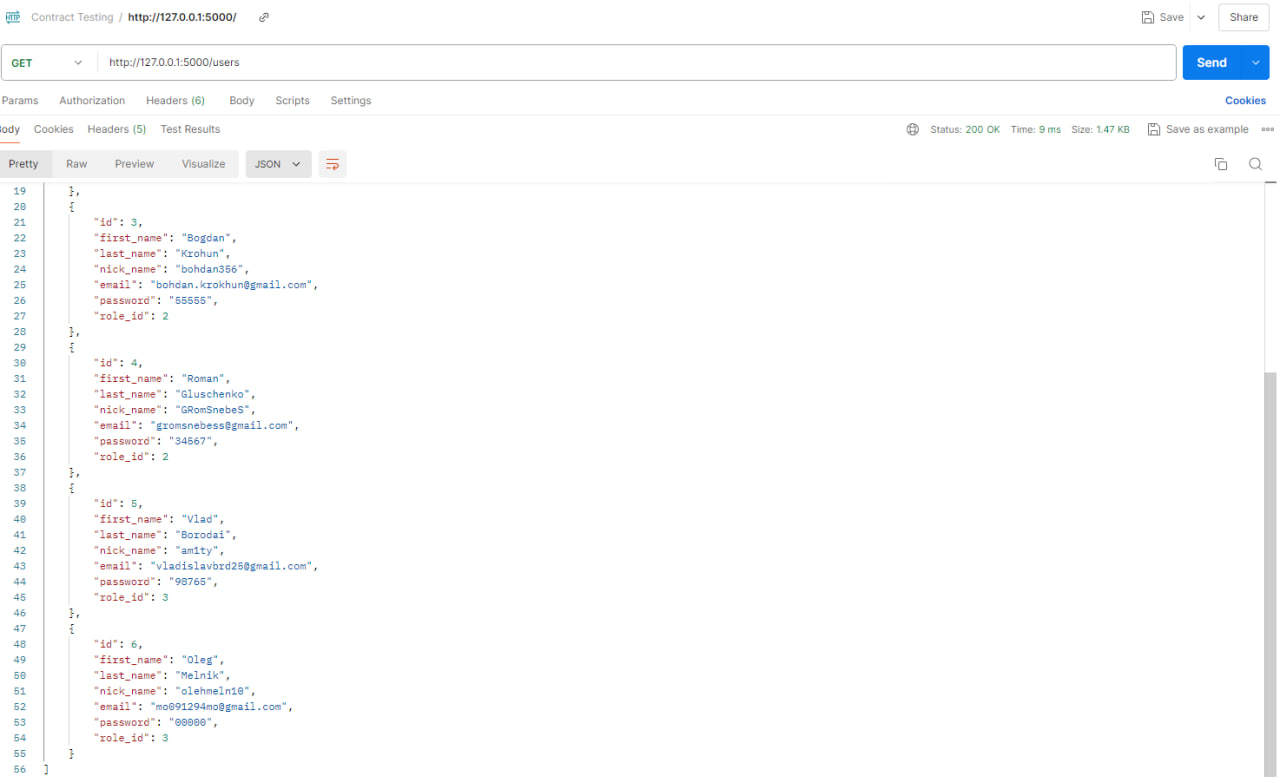 HTTP Contract Testing / http://127.0.0.1:5000/ Save Share
GET http://127.0.0.1:5000/users Send
Params Authorization Headers (6) Body Scripts Settings Cookies
Body Cookies Headers (5) Test Results Status: 200 OK Time: 9 ms Size: 1.47 KB Save as example
Pretty Raw Preview Visualize JSON
19 },
20 {
21 "id": 3,
22 "first_name": "Bogdan",
23 "last_name": "Krohun",
24 "nick_name": "bohdan356",
25 "email": "bohdan.krokhun@gmail.com",
26 "password": "55555",
27 "role_id": 2
28 },
29 {
30 "id": 4,
31 "first_name": "Roman",
32 "last_name": "Gluschenko",
33 "nick_name": "GRomSnebeS",
34 "email": "gromsnebess@gmail.com",
35 "password": "34567",
36 "role_id": 2
37 },
38 {
39 "id": 5,
40 "first_name": "Vlad",
41 "last_name": "Borodai",
42 "nick_name": "am1ty",
43 "email": "vladislavbrd25@gmail.com",
44 "password": "98765",
45 "role_id": 3
46 },
47 {
48 "id": 6,
49 "first_name": "Oleg",
50 "last_name": "Melnik",
51 "nick_name": "olehmeln10",
52 "email": "mo091294mo@gmail.com",
53 "password": "00000",
54 "role_id": 3
55 }
56 ]